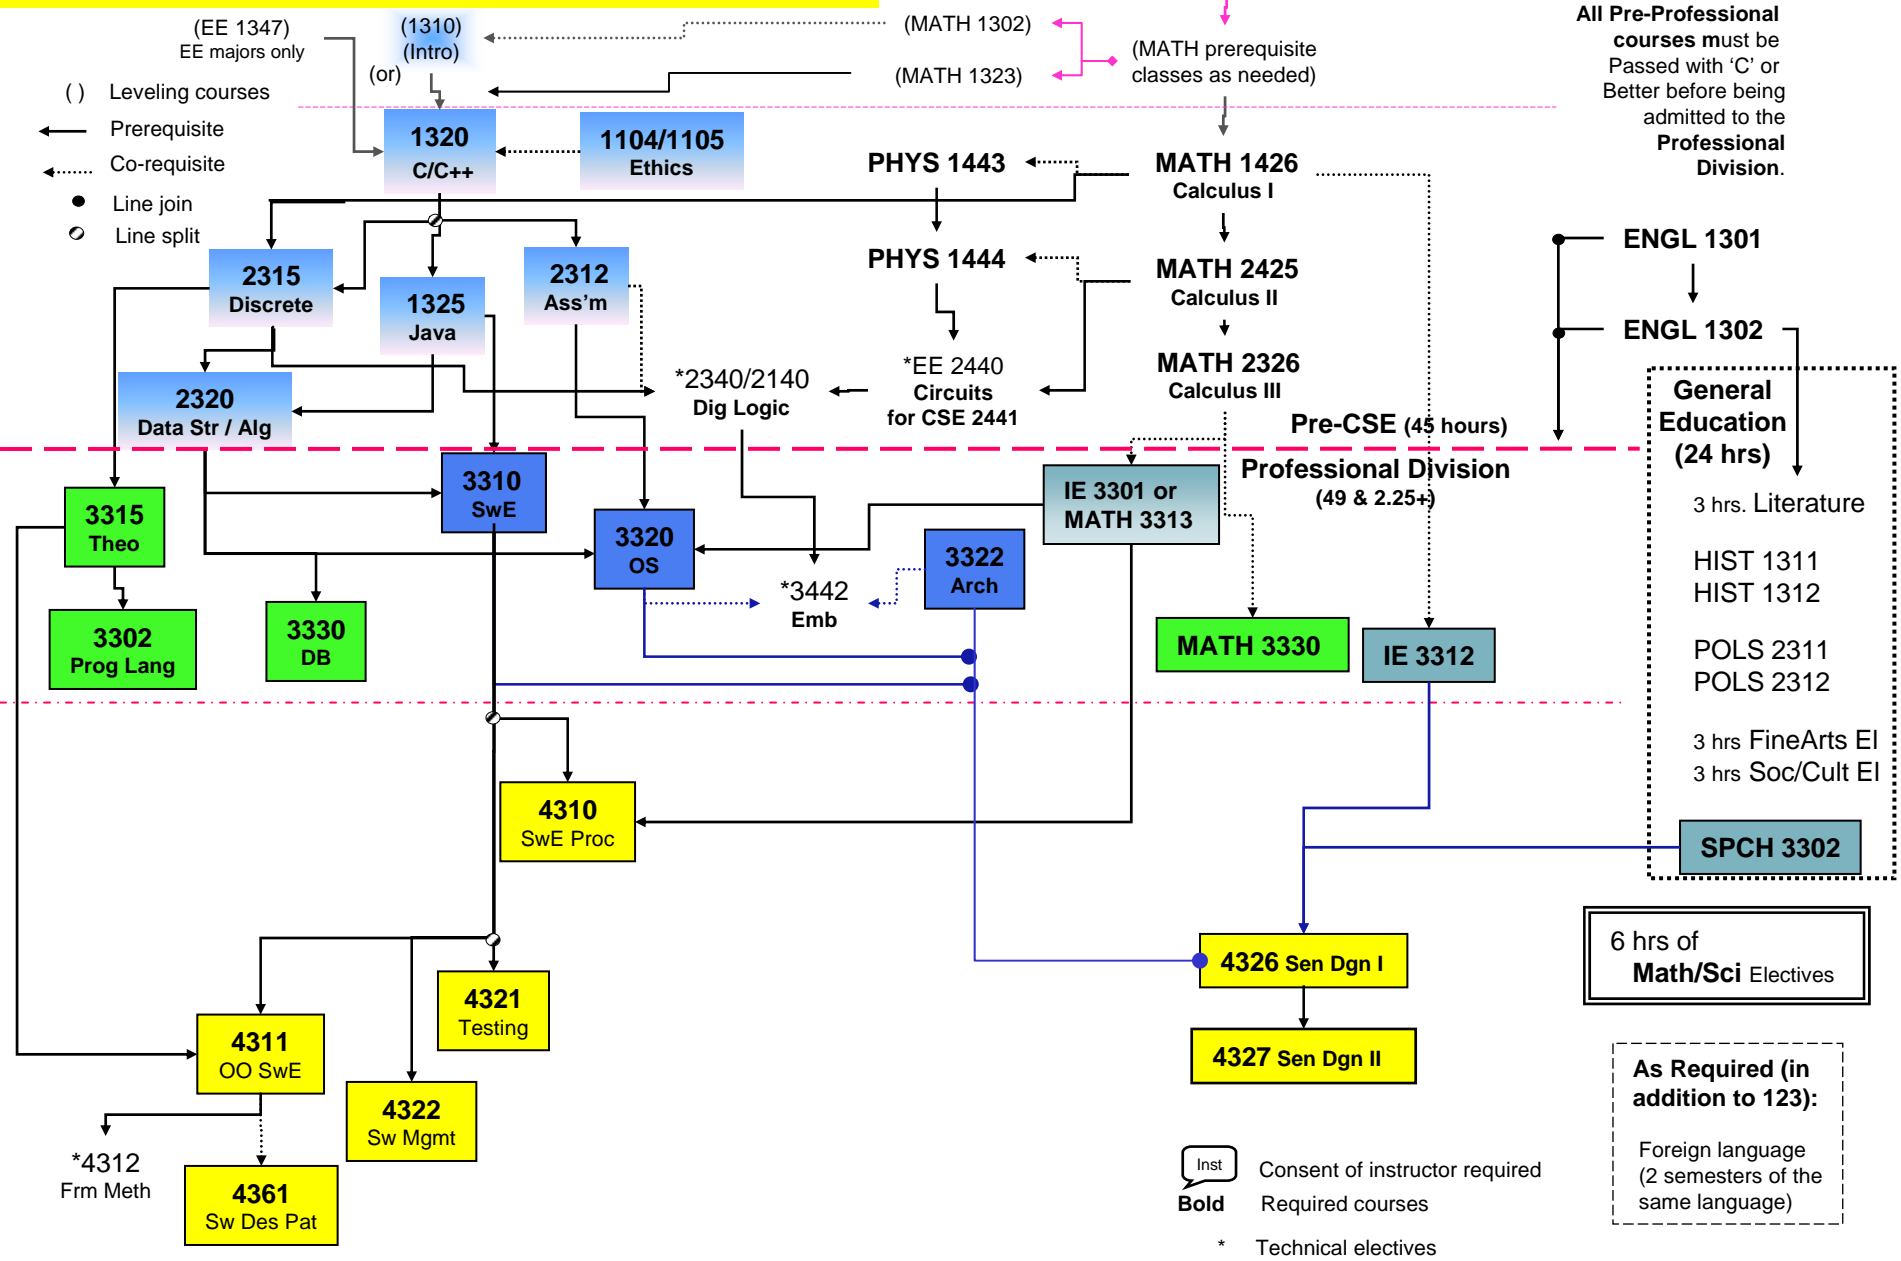 (EE 1347)
EE majors only
(1310)
(Intro)
(or)
(MATH 1302)
(MATH 1323)
(MATH prerequisite
classes as needed)
All Pre-Professional
courses must be
Passed with ‘C’ or
Better before being
admitted to the
Professional
Division.
( ) Leveling courses
Prerequisite
Co-requisite
Line join
Line split
1320
C/C++
1104/1105
Ethics
PHYS 1443
MATH 1426
Calculus I
2315
Discrete
1325
Java
2312
Ass’m
PHYS 1444
MATH 2425
Calculus II
ENGL 1301
ENGL 1302
2320
Data Str / Alg
*2340/2140
Dig Logic
*EE 2440
Circuits
for CSE 2441
MATH 2326
Calculus III
Pre-CSE (45 hours)
Professional Division
(49 & 2.25+)
General
Education
(24 hrs)
3 hrs. Literature
HIST 1311
HIST 1312
POLS 2311
POLS 2312
3 hrs FineArts El
3 hrs Soc/Cult El
SPCH 3302
3315
Theo
3310
SwE
3320
OS
IE 3301 or
MATH 3313
3322
Arch
*3442
Emb
3302
Prog Lang
3330
DB
MATH 3330
IE 3312
4310
SwE Proc
4326 Sen Dgn I
4327 Sen Dgn II
4321
Testing
4311
OO SwE
4322
Sw Mgmt
*4312
Frm Meth
4361
Sw Des Pat
6 hrs of
Math/Sci Electives
As Required (in
addition to 123):
Foreign language
(2 semesters of the
same language)
Inst Consent of instructor required
Bold Required courses
* Technical electives